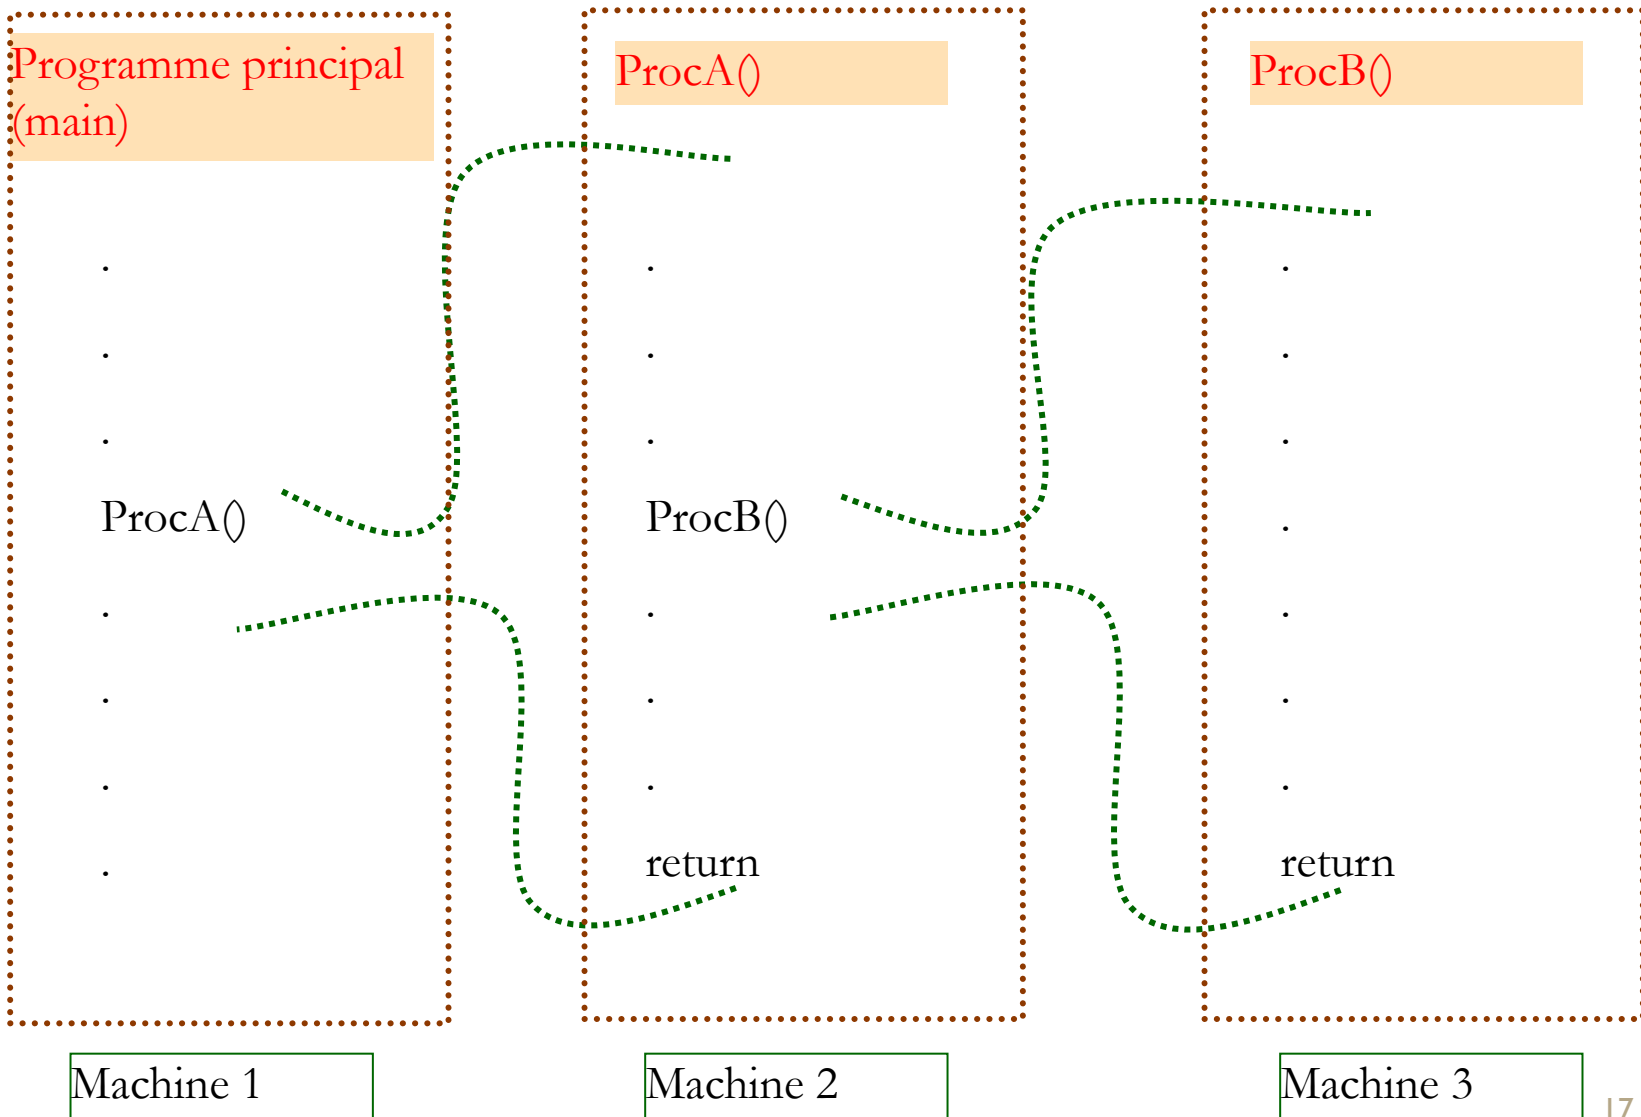 Programme principal
(main)
.
.
.
ProcA()
.
.
.
.
Machine 1
ProcA()
.
.
.
ProcB()
.
.
.
return
Machine 2
ProcB()
.
.
.
.
.
.
.
return
Machine 3
17